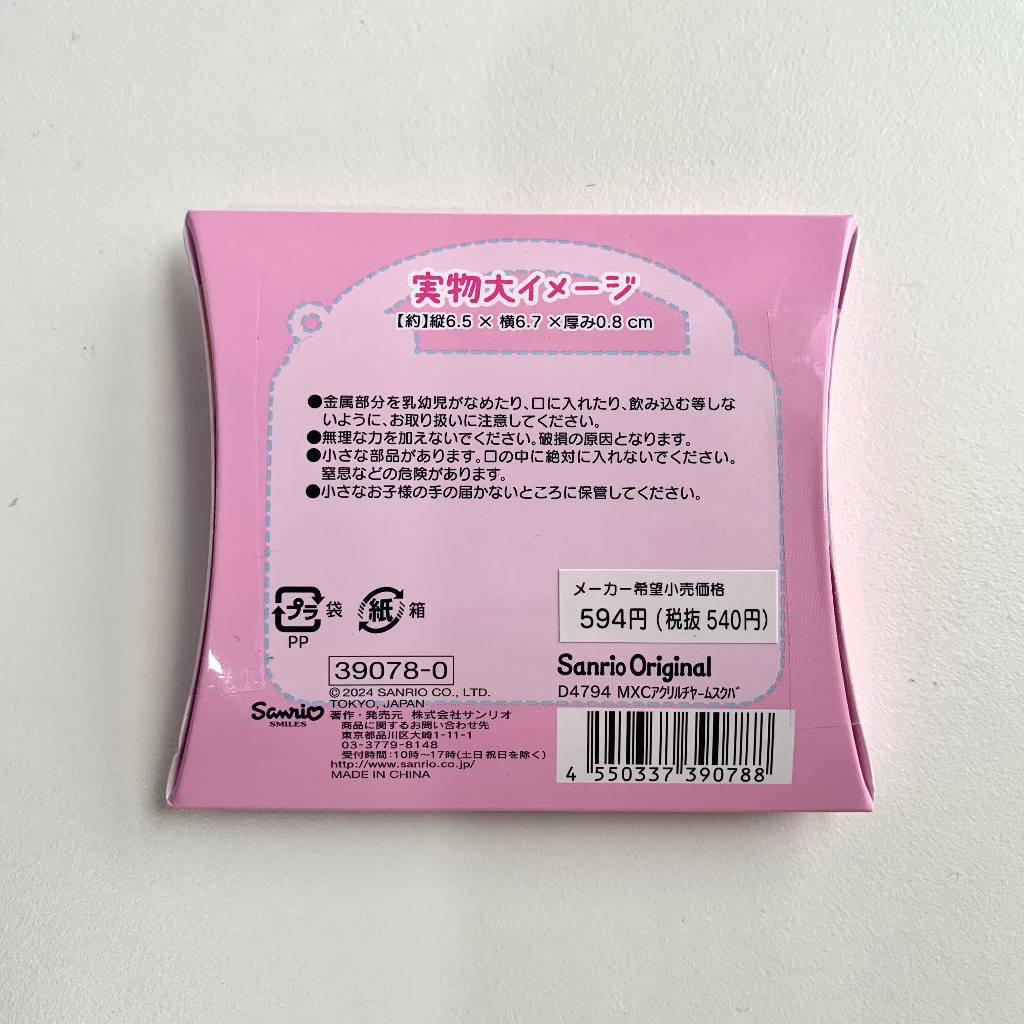 実物大イメージ
【約】縦6.5 × 横6.7 ×厚み0.8 cm
●金属部分を乳幼児がなめたり、口に入れたり、飲み込む等しな
いように、お取り扱いに注意してください。
●無理な力を加えないでください。破損の原因となります。
●小さな部品があります。口の中に絶対に入れないでください。
窒息などの危険があります。
●小さなお子様の手の届かないところに保管してください。
プラ 袋
PP
紙 箱
メーカー希望小売価格
594円 (税抜 540円)
39078-0
Sanrio Original
D4794 MXCアクリルチャームスクバ
Sanrio
SMILES
© 2024 SANRIO CO., LTD.
TOKYO, JAPAN
著作・発売元 株式会社サンリオ
商品に関するお問い合わせ先
東京都品川区大崎1-11-1
03-3779-8148
受付時間:10時～17時(土日祝日を除く)
http://www.sanrio.co.jp/
MADE IN CHINA
4 550337 390788